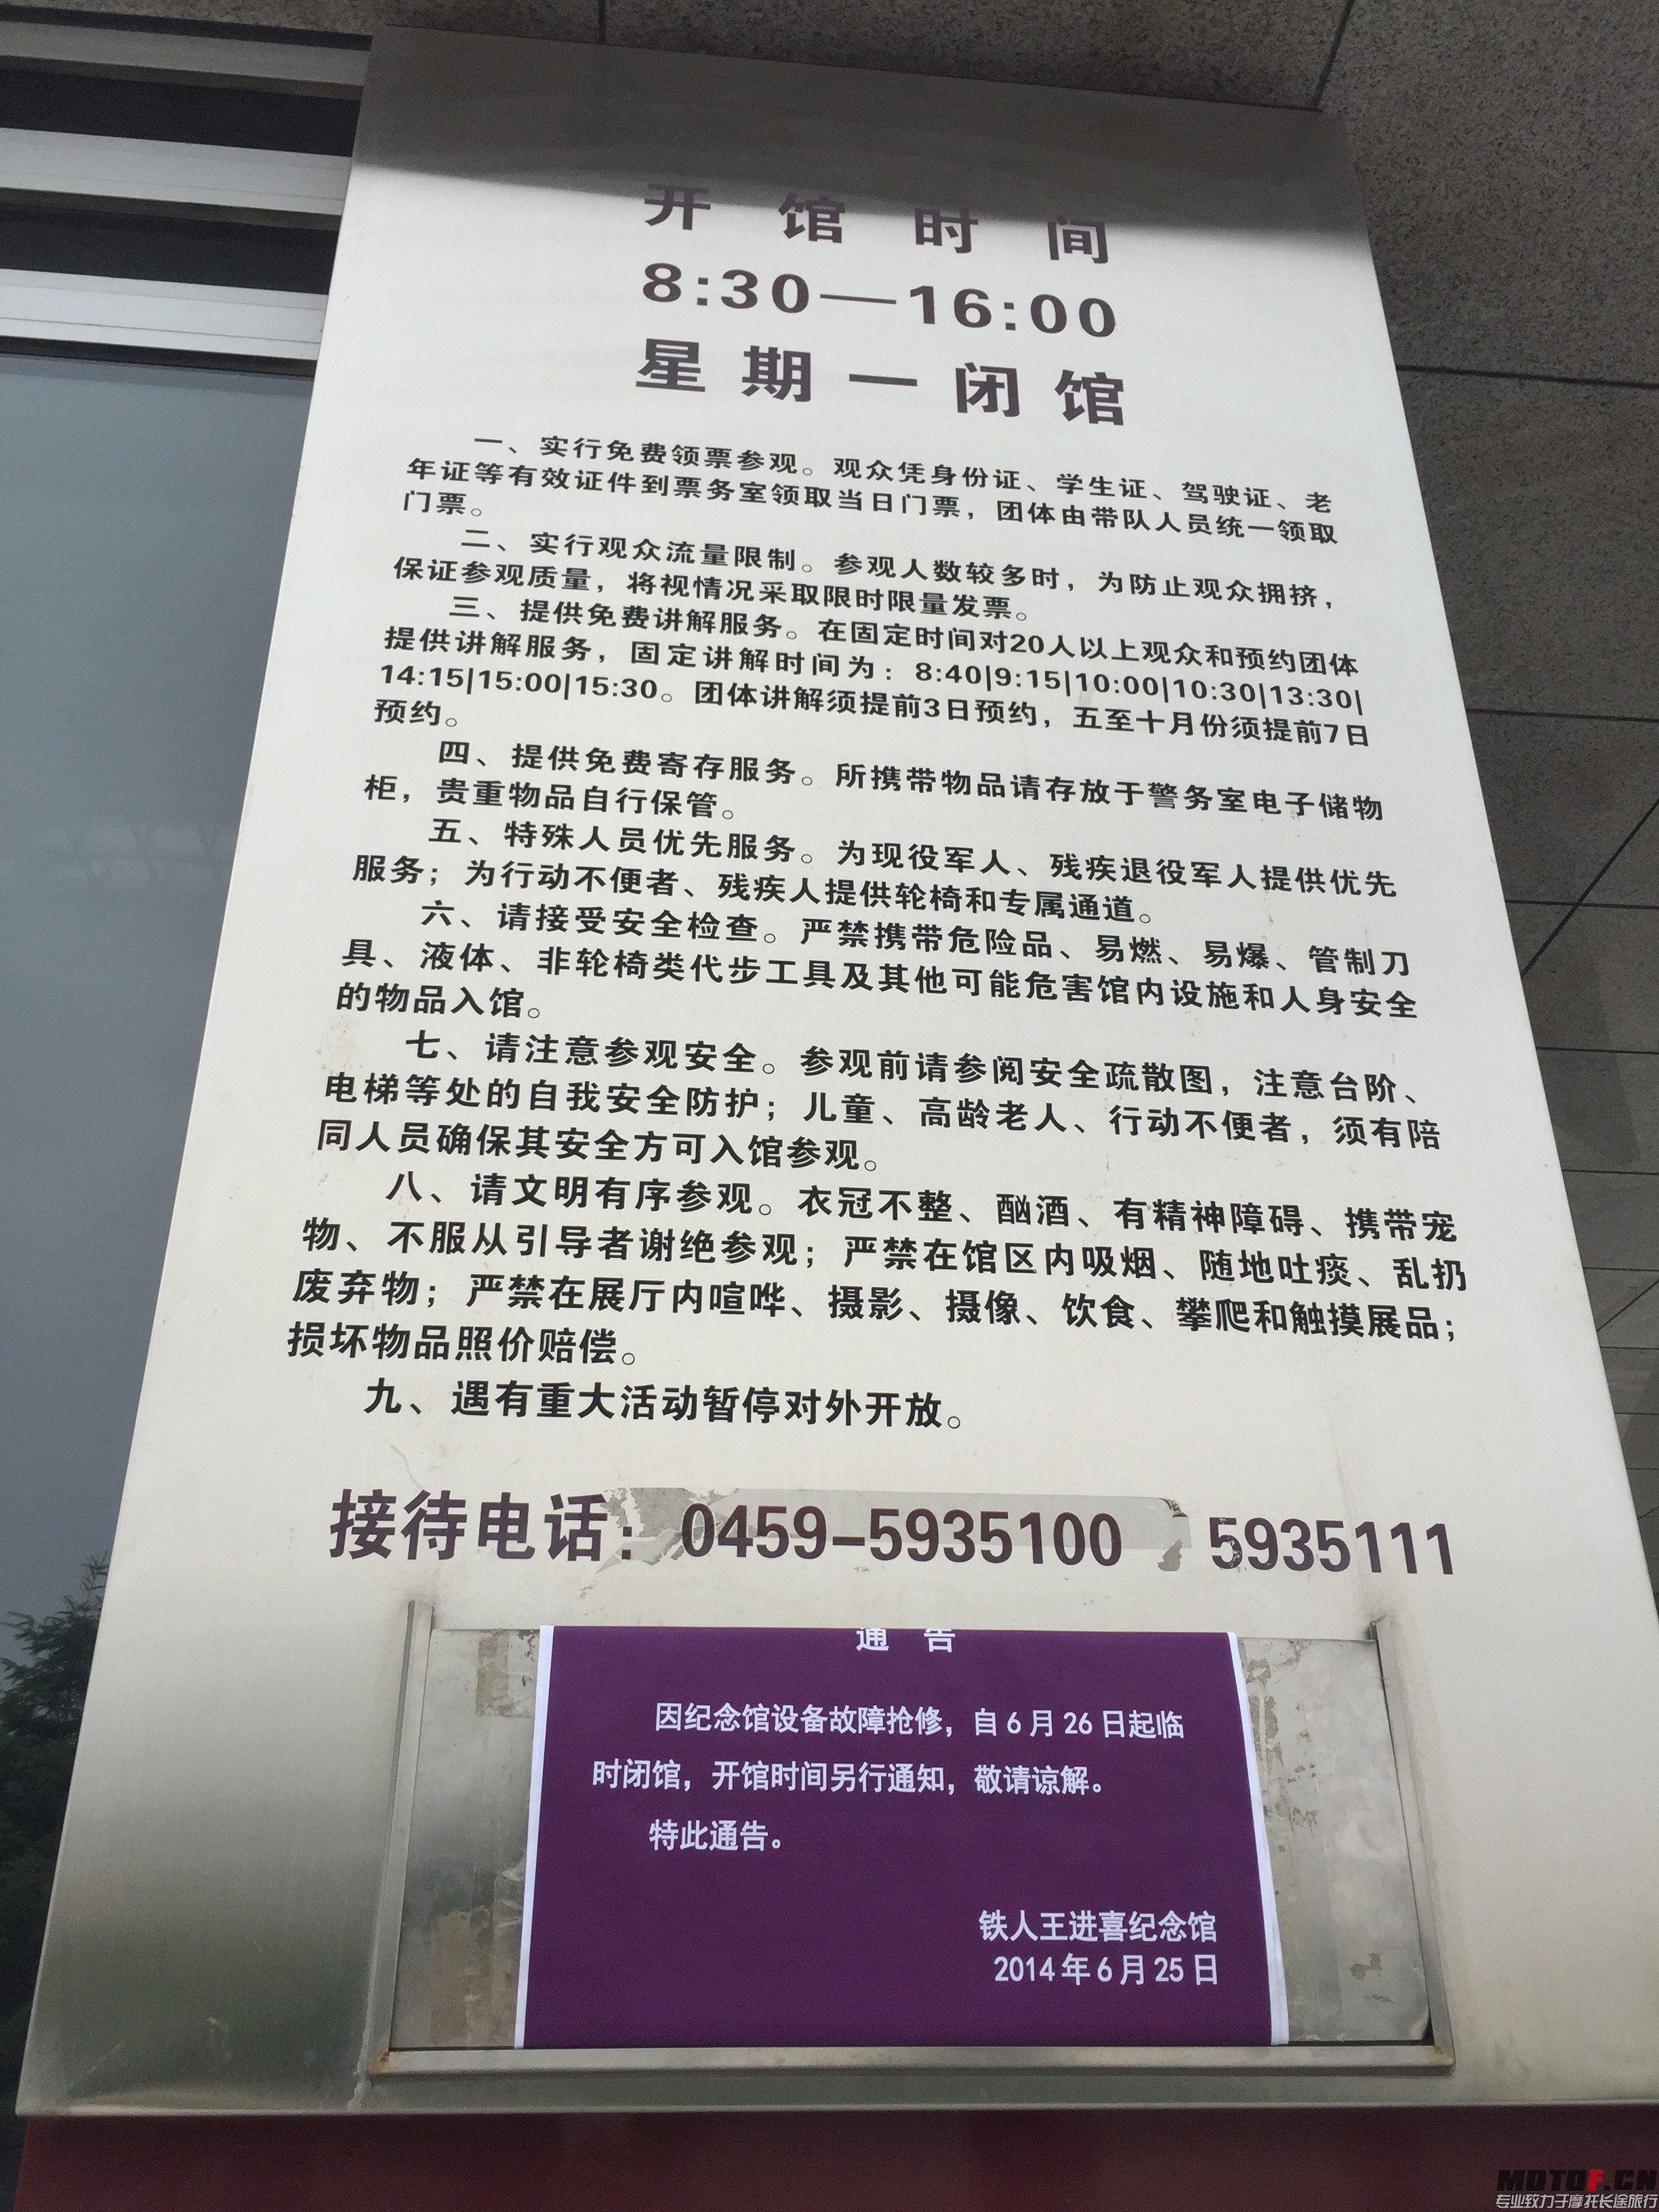 开馆时间
8:30—16:00
星期一闭馆
一、实行免费领票参观。观众凭身份证、学生证、驾驶证、老
年证等有效证件到票务室领取当日门票，团体由带队人员统一领取
门票。
二、实行观众流量限制。参观人数较多时，为防止观众拥挤，
保证参观质量，将视情况采取限时限量发票。
三、提供免费讲解服务。在固定时间对20人以上观众和预约团体
提供讲解服务，固定讲解时间为：8:40|9:15|10:00|10:30|13:30|
14:15|15:00|15:30。团体讲解须提前3日预约，五至十月份须提前7日
预约。
四、提供免费寄存服务。所携带物品请存放于警务室电子储物
柜，贵重物品自行保管。
五、特殊人员优先服务。为现役军人、残疾退役军人提供优先
服务；为行动不便者、残疾人提供轮椅和专属通道。
六、请接受安全检查。严禁携带危险品、易燃、易爆、管制刀
具、液体、非轮椅类代步工具及其他可能危害馆内设施和人身安全
的物品入馆。
七、请注意参观安全。参观前请参阅安全疏散图，注意台阶、
电梯等处的自我安全防护；儿童、高龄老人、行动不便者，须有陪
同人员确保其安全方可入馆参观。
八、请文明有序参观。衣冠不整、酗酒、有精神障碍、携带宠
物、不服从引导者谢绝参观；严禁在馆区内吸烟、随地吐痰、乱扔
废弃物；严禁在展厅内喧哗、摄影、摄像、饮食、攀爬和触摸展品；
损坏物品照价赔偿。
九、遇有重大活动暂停对外开放。
接待电话：0459-5935100 5935111
通告
因纪念馆设备故障抢修，自6月26日起临
时闭馆，开馆时间另行通知，敬请谅解。
特此通告。
铁人王进喜纪念馆
2014年6月25日
MOTOF.CN
专业致力于摩托长途旅行